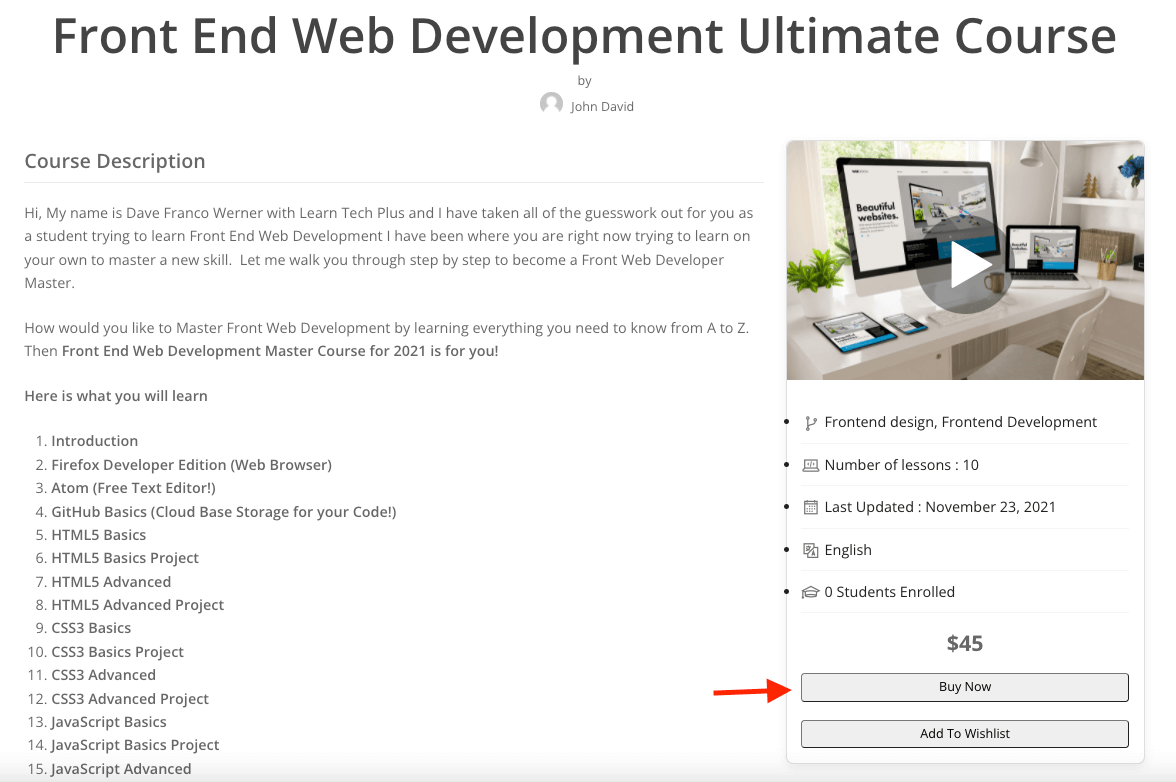 Front End Web Development Ultimate Course
by
John David
Course Description
Hi, My name is DaveFranco Werner with Learn Tech Plus and I have taken all of the guesswork out for you as
a student trying to learn Front End Web Development I have been where you are right now trying to learn on
your own to master a new skill.  Let me walk you through step by step to become a Front Web Developer
Master.
How would you like to Master Front Web Development by learning everything you need to know from A to Z.
Then Front End Web Development Master Course for 2021 is for you!
Here is what you will learn
1. Introduction
2. Firefox Developer Edition (Web Browser)
3. Atom (Free Text Editor!)
4. GitHub Basics (Cloud Base Storage for your Code!)
5. HTML5 Basics
6. HTML5 Basics Project
7. HTML5 Advanced
8. HTML5 Advanced Project
9. CSS3 Basics
10. CSS3 Basics Project
11. CSS3 Advanced
12. CSS3 Advanced Project
13. JavaScript Basics
14. JavaScript Basics Project
15. JavaScript Advanced
Beautiful
websites.
Frontend design, Frontend Development
Number of lessons : 10
Last Updated : November 23, 2021
English
0 Students Enrolled
$45
Buy Now
Add To Wishlist